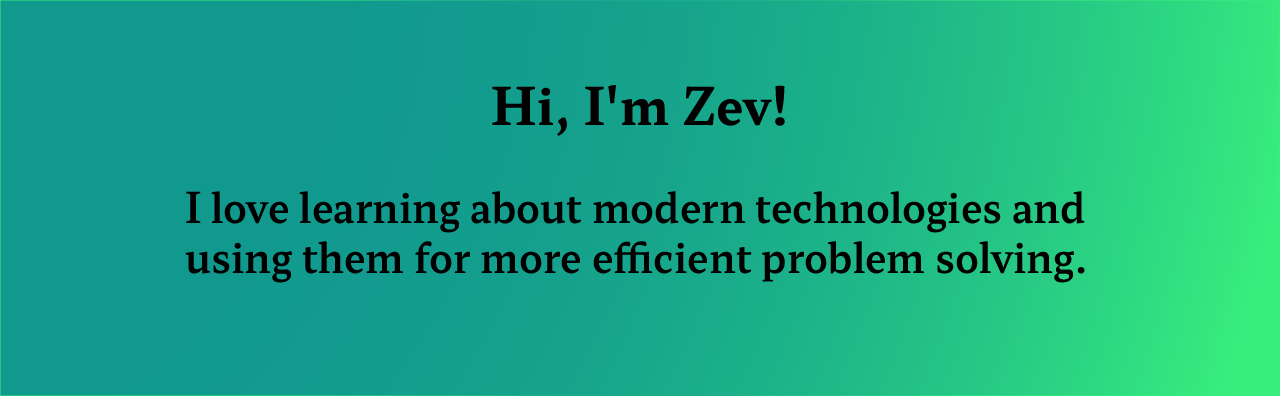 Hi, I'm Zev!
I love learning about modern technologies and
using them for more efficient problem solving.